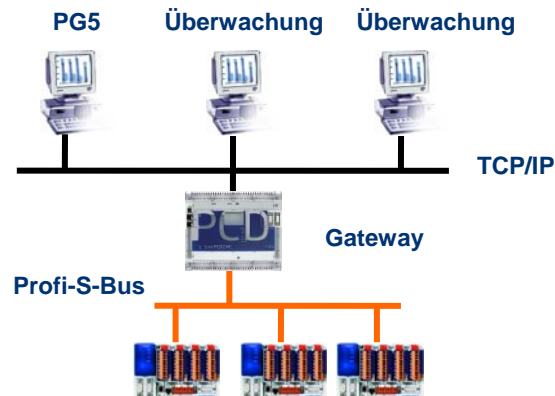 PG5 Überwachung Überwachung
TCP/IP
PCD
Gateway
Profi-S-Bus